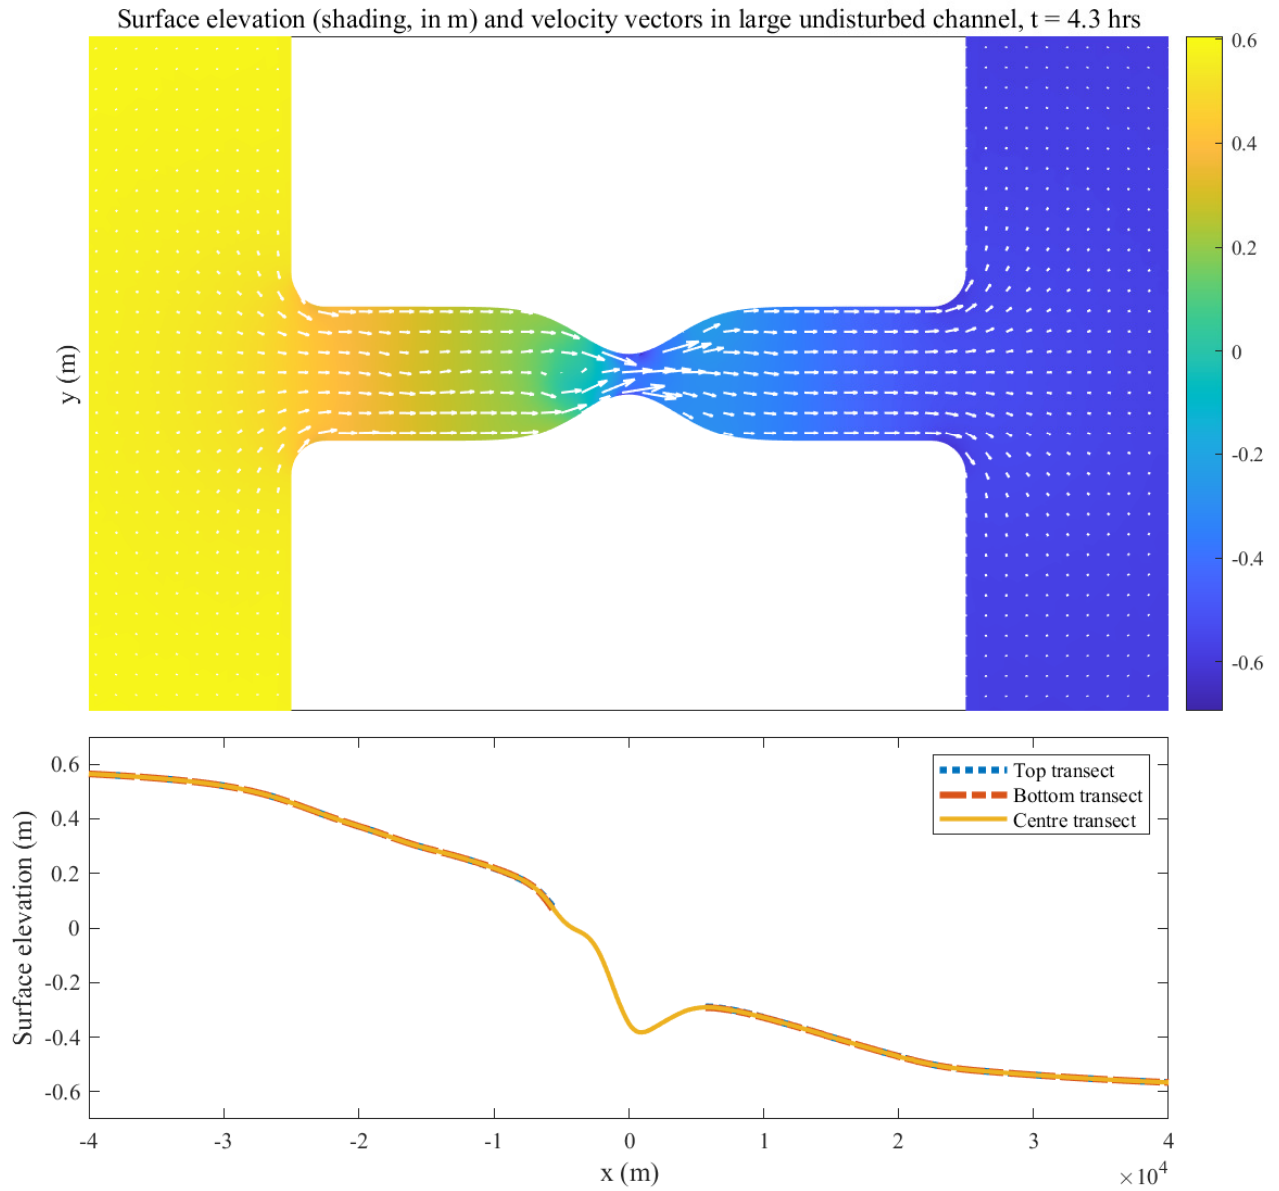 Surface elevation (shading, in m) and velocity vectors in large undisturbed channel, t = 4.3 hrs
y (m)
0.6
0.4
0.2
0
-0.2
-0.4
-0.6
Surface elevation (m)
0.6
0.4
0.2
0
-0.2
-0.4
-0.6
Top transect
Bottom transect
Centre transect
-4 -3 -2 -1 0 1 2 3 4
x (m)
×10⁴